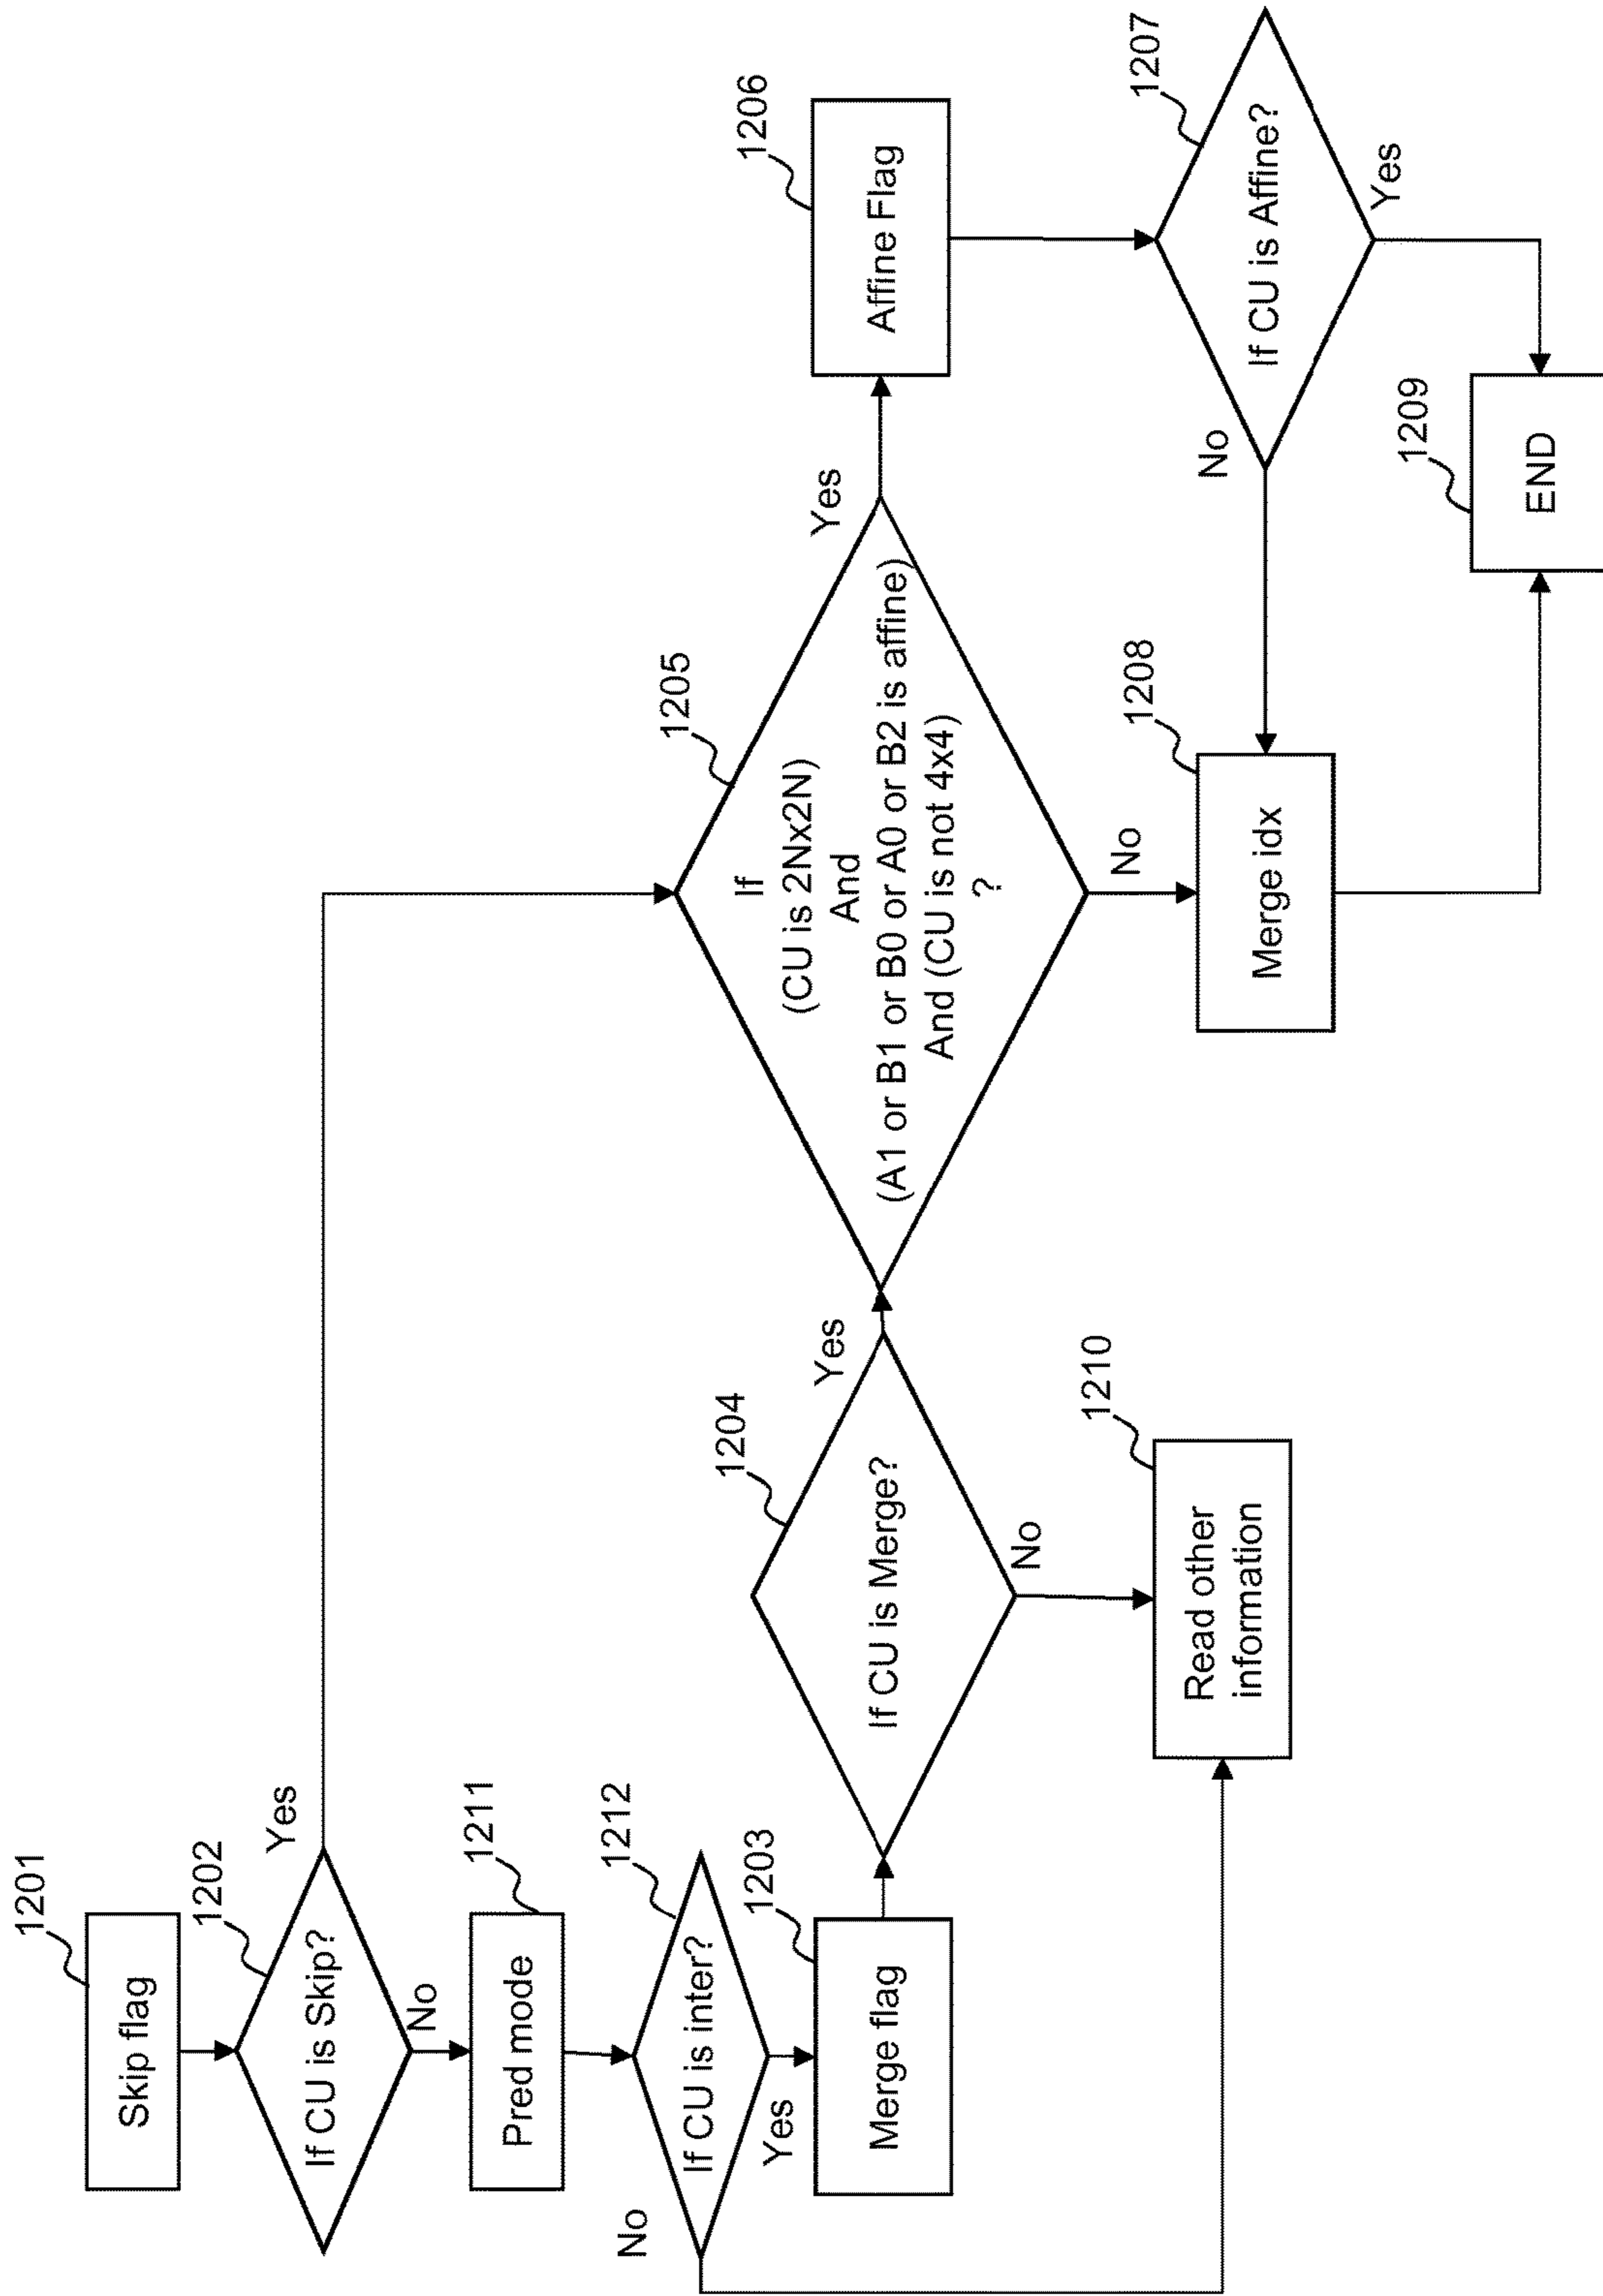 1201
Skip flag
1202
If CU is Skip?
Yes
No
1211
Pred mode
1212
If CU is inter?
No
Yes
1203
Merge flag
1204
If CU is Merge?
Yes
No
1210
Read other
information
1205
If
(CU is 2Nx2N)
And
(A1 or B1 or B0 or A0 or B2 is affine)
And (CU is not 4x4)
?
Yes
No
1206
Affine Flag
1207
If CU is Affine?
No
Yes
1208
Merge idx
1209
END